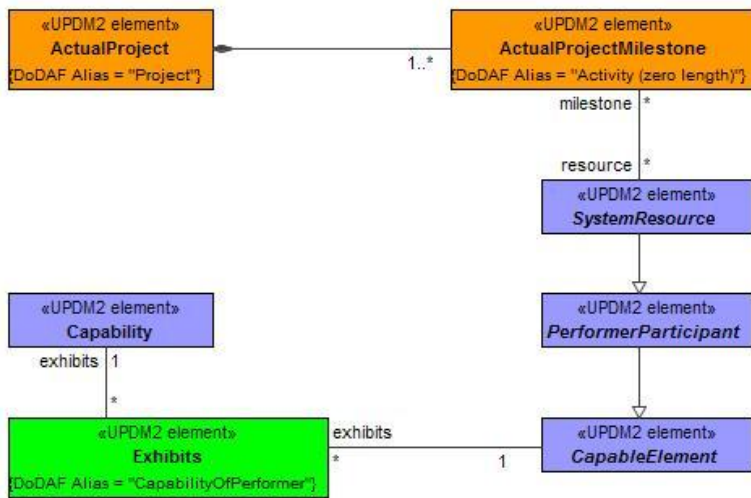 «UPDM2 element»
ActualProject
{DoDAF Alias = "Project"}
1..*
«UPDM2 element»
ActualProjectMilestone
{DoDAF Alias = "Activity (zero length)"}
milestone *
resource *
«UPDM2 element»
SystemResource
«UPDM2 element»
Capability
exhibits 1
*
«UPDM2 element»
PerformerParticipant
«UPDM2 element»
Exhibits
{DoDAF Alias = "CapabilityOfPerformer"}
exhibits
* 1
«UPDM2 element»
CapableElement